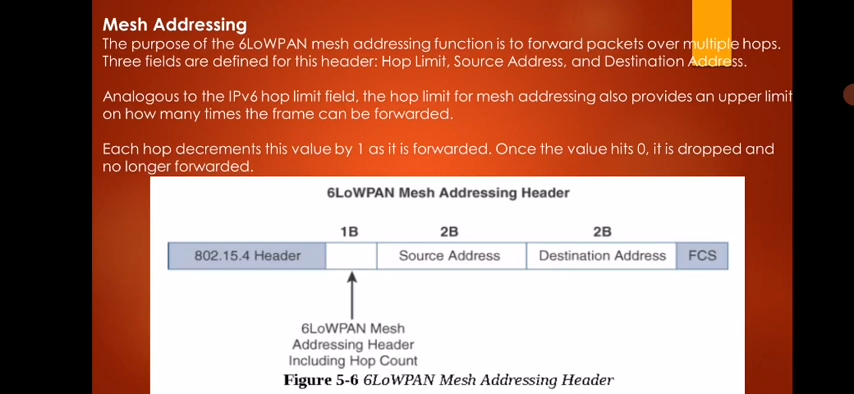 Mesh Addressing
The purpose of the 6LoWPAN mesh addressing function is to forward packets over multiple hops.
Three fields are defined for this header: Hop Limit, Source Address, and Destination Address.
Analogous to the IPv6 hop limit field, the hop limit for mesh addressing also provides an upper limit
on how many times the frame can be forwarded.
Each hop decrements this value by 1 as it is forwarded. Once the value hits 0, it is dropped and
no longer forwarded.
6LoWPAN Mesh Addressing Header
1B 2B 2B
802.15.4 Header Source Address Destination Address FCS
6LoWPAN Mesh
Addressing Header
Including Hop Count
Figure 5-6 6LoWPAN Mesh Addressing Header